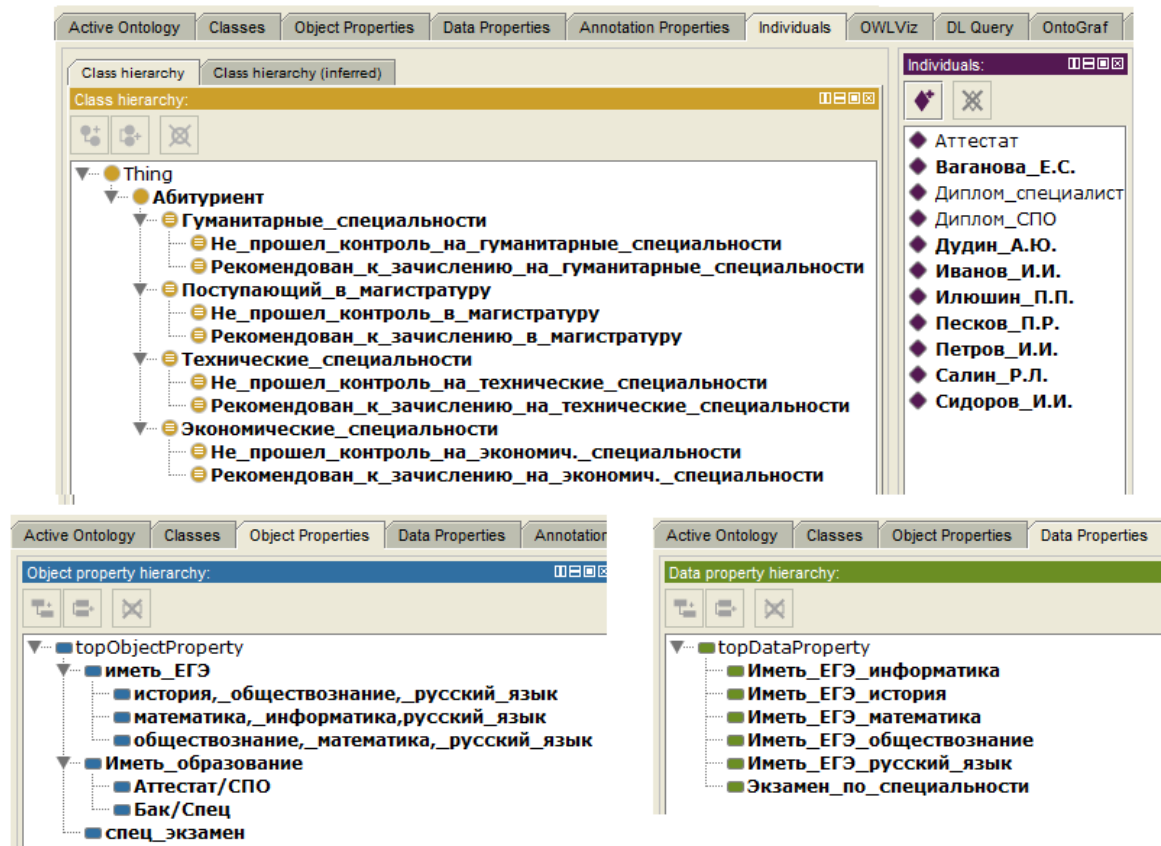 Active Ontology Classes Object Properties Data Properties Annotation Properties Individuals OWLViz DL Query OntoGraf
Class hierarchy Class hierarchy (inferred)
Class hierarchy:
Thing
Абитуриент
Гуманитарные_специальности
Не_прошел_контроль_на_гуманитарные_специальности
Рекомендован_к_зачислению_на_гуманитарные_специальности
Поступающий_в_магистратуру
Не_прошел_контроль_в_магистратуру
Рекомендован_к_зачислению_в_магистратуру
Технические_специальности
Не_прошел_контроль_на_технические_специальности
Рекомендован_к_зачислению_на_технические_специальности
Экономические_специальности
Не_прошел_контроль_на_экономич._специальности
Рекомендован_к_зачислению_на_экономич._специальности
Individuals:
Аттестат
Ваганова_Е.С.
Диплом_специалист
Диплом_СПО
Дудин_А.Ю.
Иванов_И.И.
Илюшин_П.П.
Песков_П.Р.
Петров_И.И.
Салин_Р.Л.
Сидоров_И.И.
Active Ontology Classes Object Properties Data Properties Annotation
Object property hierarchy:
topObjectProperty
иметь_ЕГЭ
история,_обществознание,_русский_язык
математика,_информатика,русский_язык
обществознание,_математика,_русский_язык
Иметь_образование
Аттестат/СПО
Бак/Спец
спец_экзамен
Active Ontology Classes Object Properties Data Properties
Data property hierarchy:
topDataProperty
Иметь_ЕГЭ_информатика
Иметь_ЕГЭ_история
Иметь_ЕГЭ_математика
Иметь_ЕГЭ_обществознание
Иметь_ЕГЭ_русский_язык
Экзамен_по_специальности